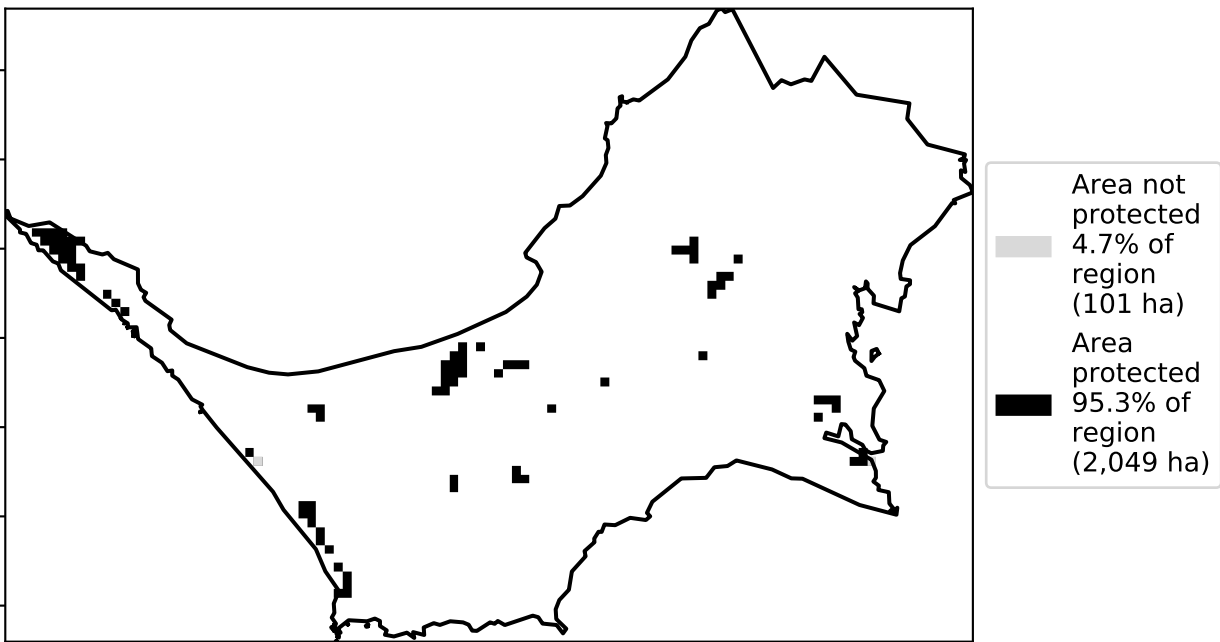 Area not
protected
4.7% of
region
(101 ha)
Area
protected
95.3% of
region
(2,049 ha)